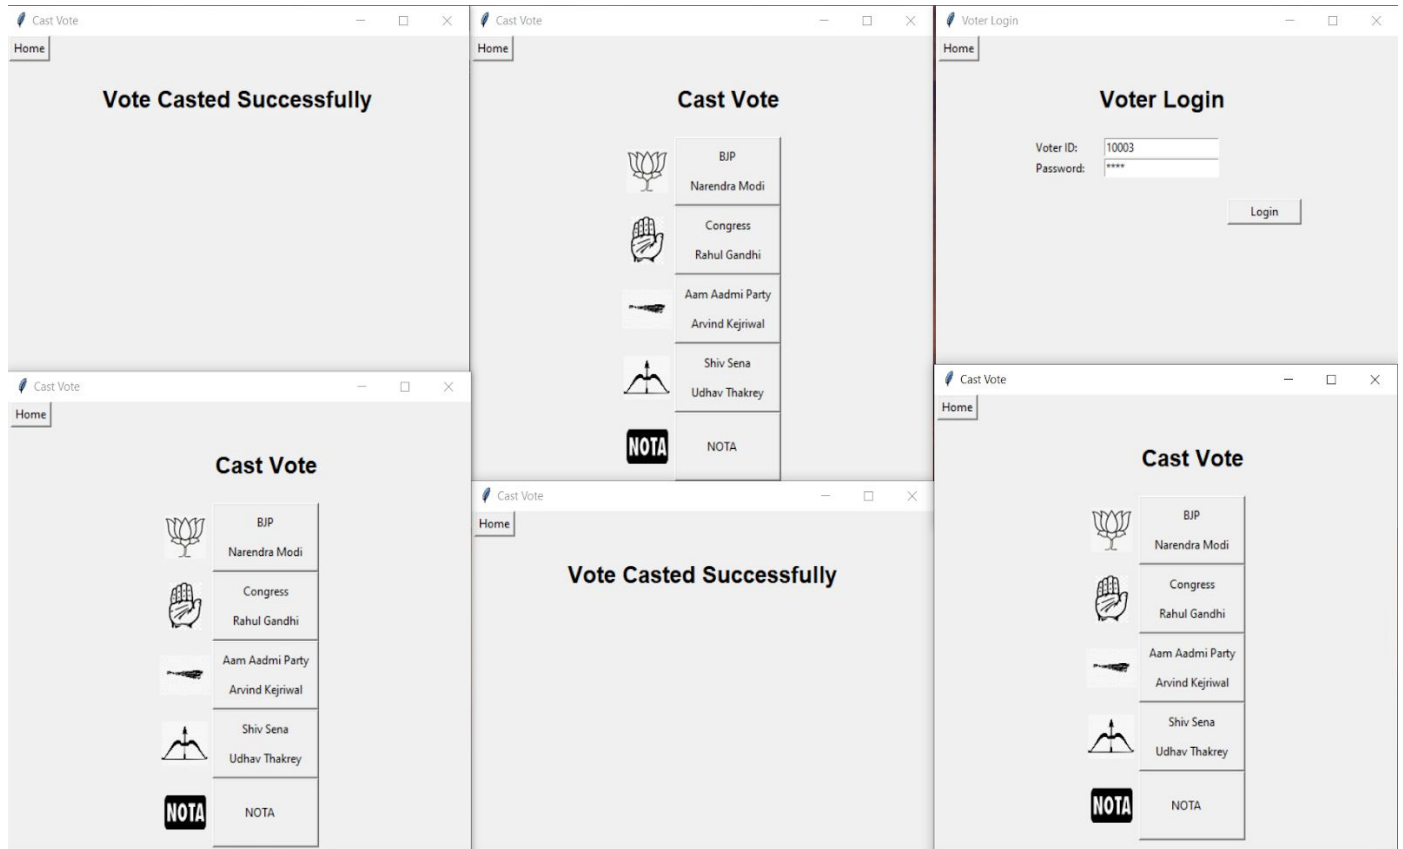 Cast Vote
Home
Vote Casted Successfully
Cast Vote
Home
Cast Vote
BJP
Narendra Modi
Congress
Rahul Gandhi
Aam Aadmi Party
Arvind Kejriwal
Shiv Sena
Udhav Thakrey
NOTA
NOTA
Voter Login
Home
Voter Login
Voter ID: 10003
Password: ****
Login
Cast Vote
Home
Cast Vote
BJP
Narendra Modi
Congress
Rahul Gandhi
Aam Aadmi Party
Arvind Kejriwal
Shiv Sena
Udhav Thakrey
NOTA
NOTA
Cast Vote
Home
Vote Casted Successfully
Cast Vote
Home
Cast Vote
BJP
Narendra Modi
Congress
Rahul Gandhi
Aam Aadmi Party
Arvind Kejriwal
Shiv Sena
Udhav Thakrey
NOTA
NOTA